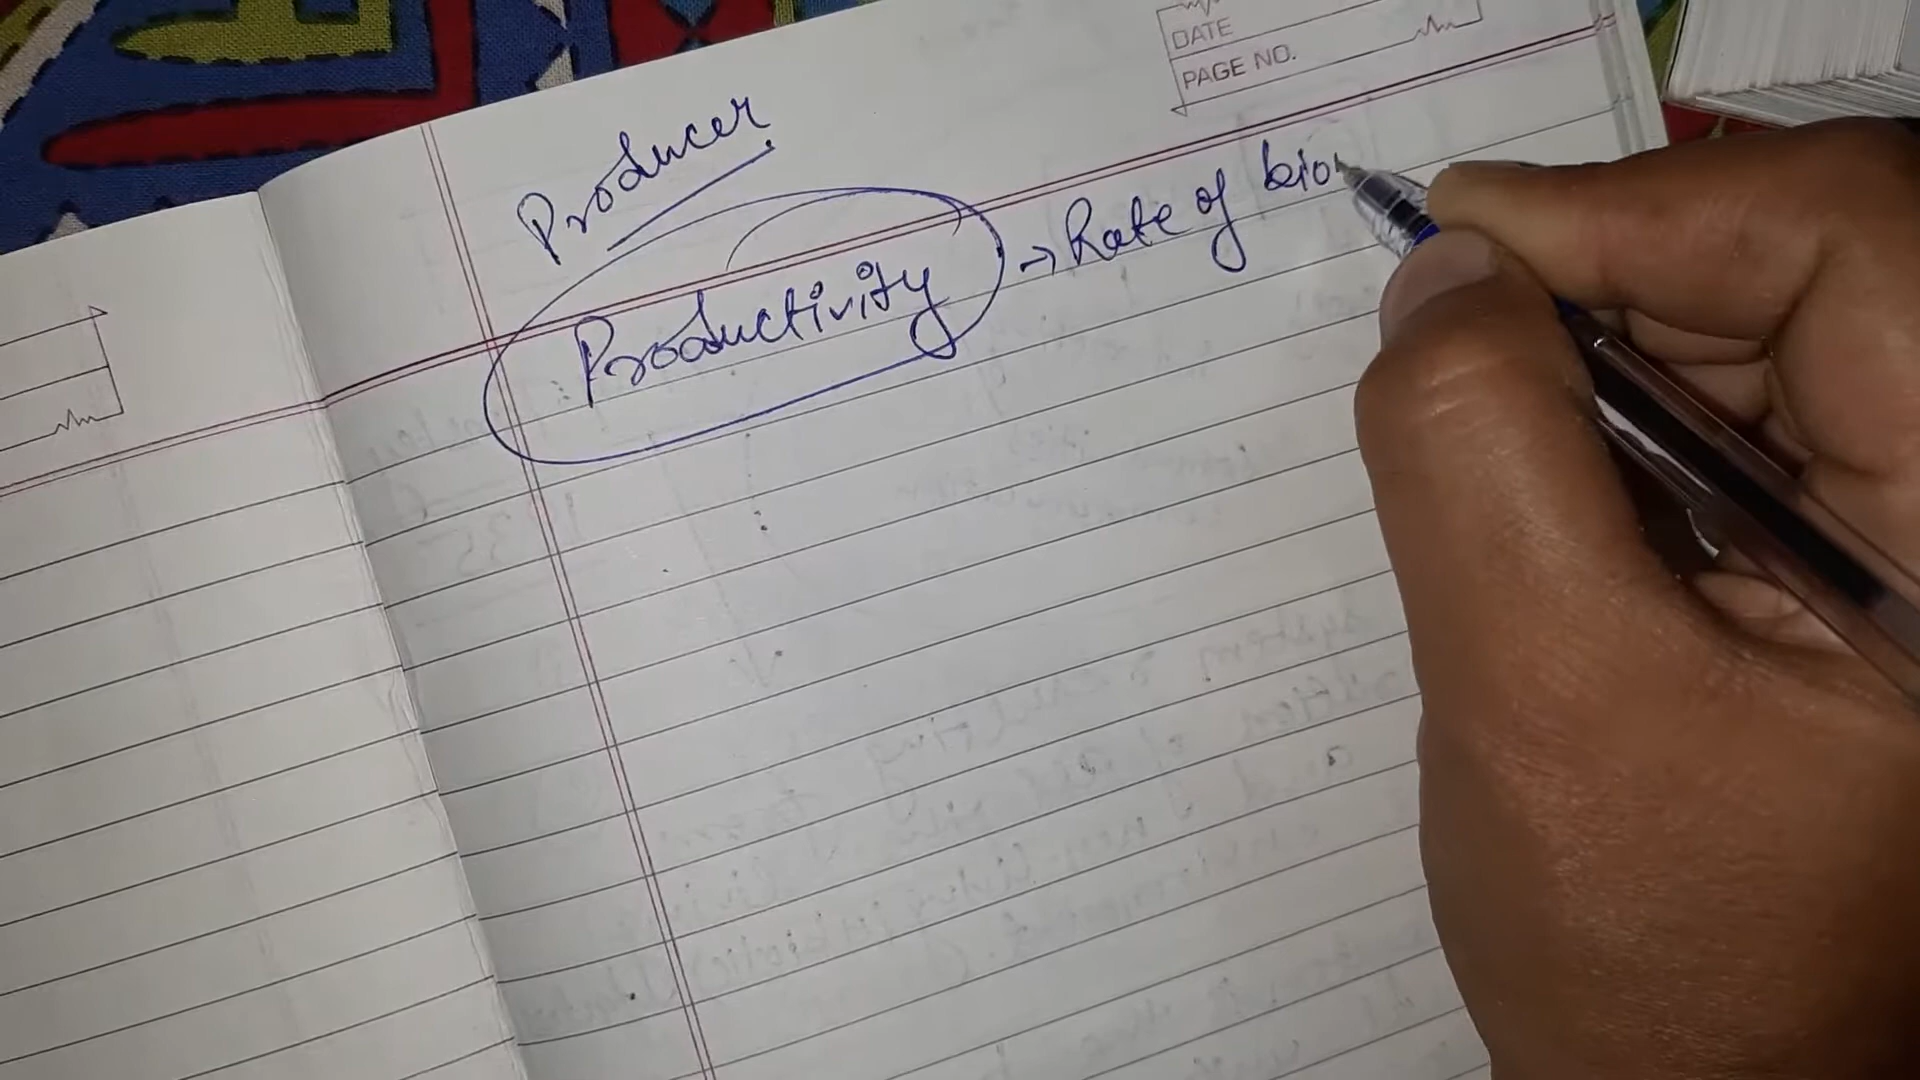 DATE
PAGE NO.
Producer
Productivity → Rate of bio